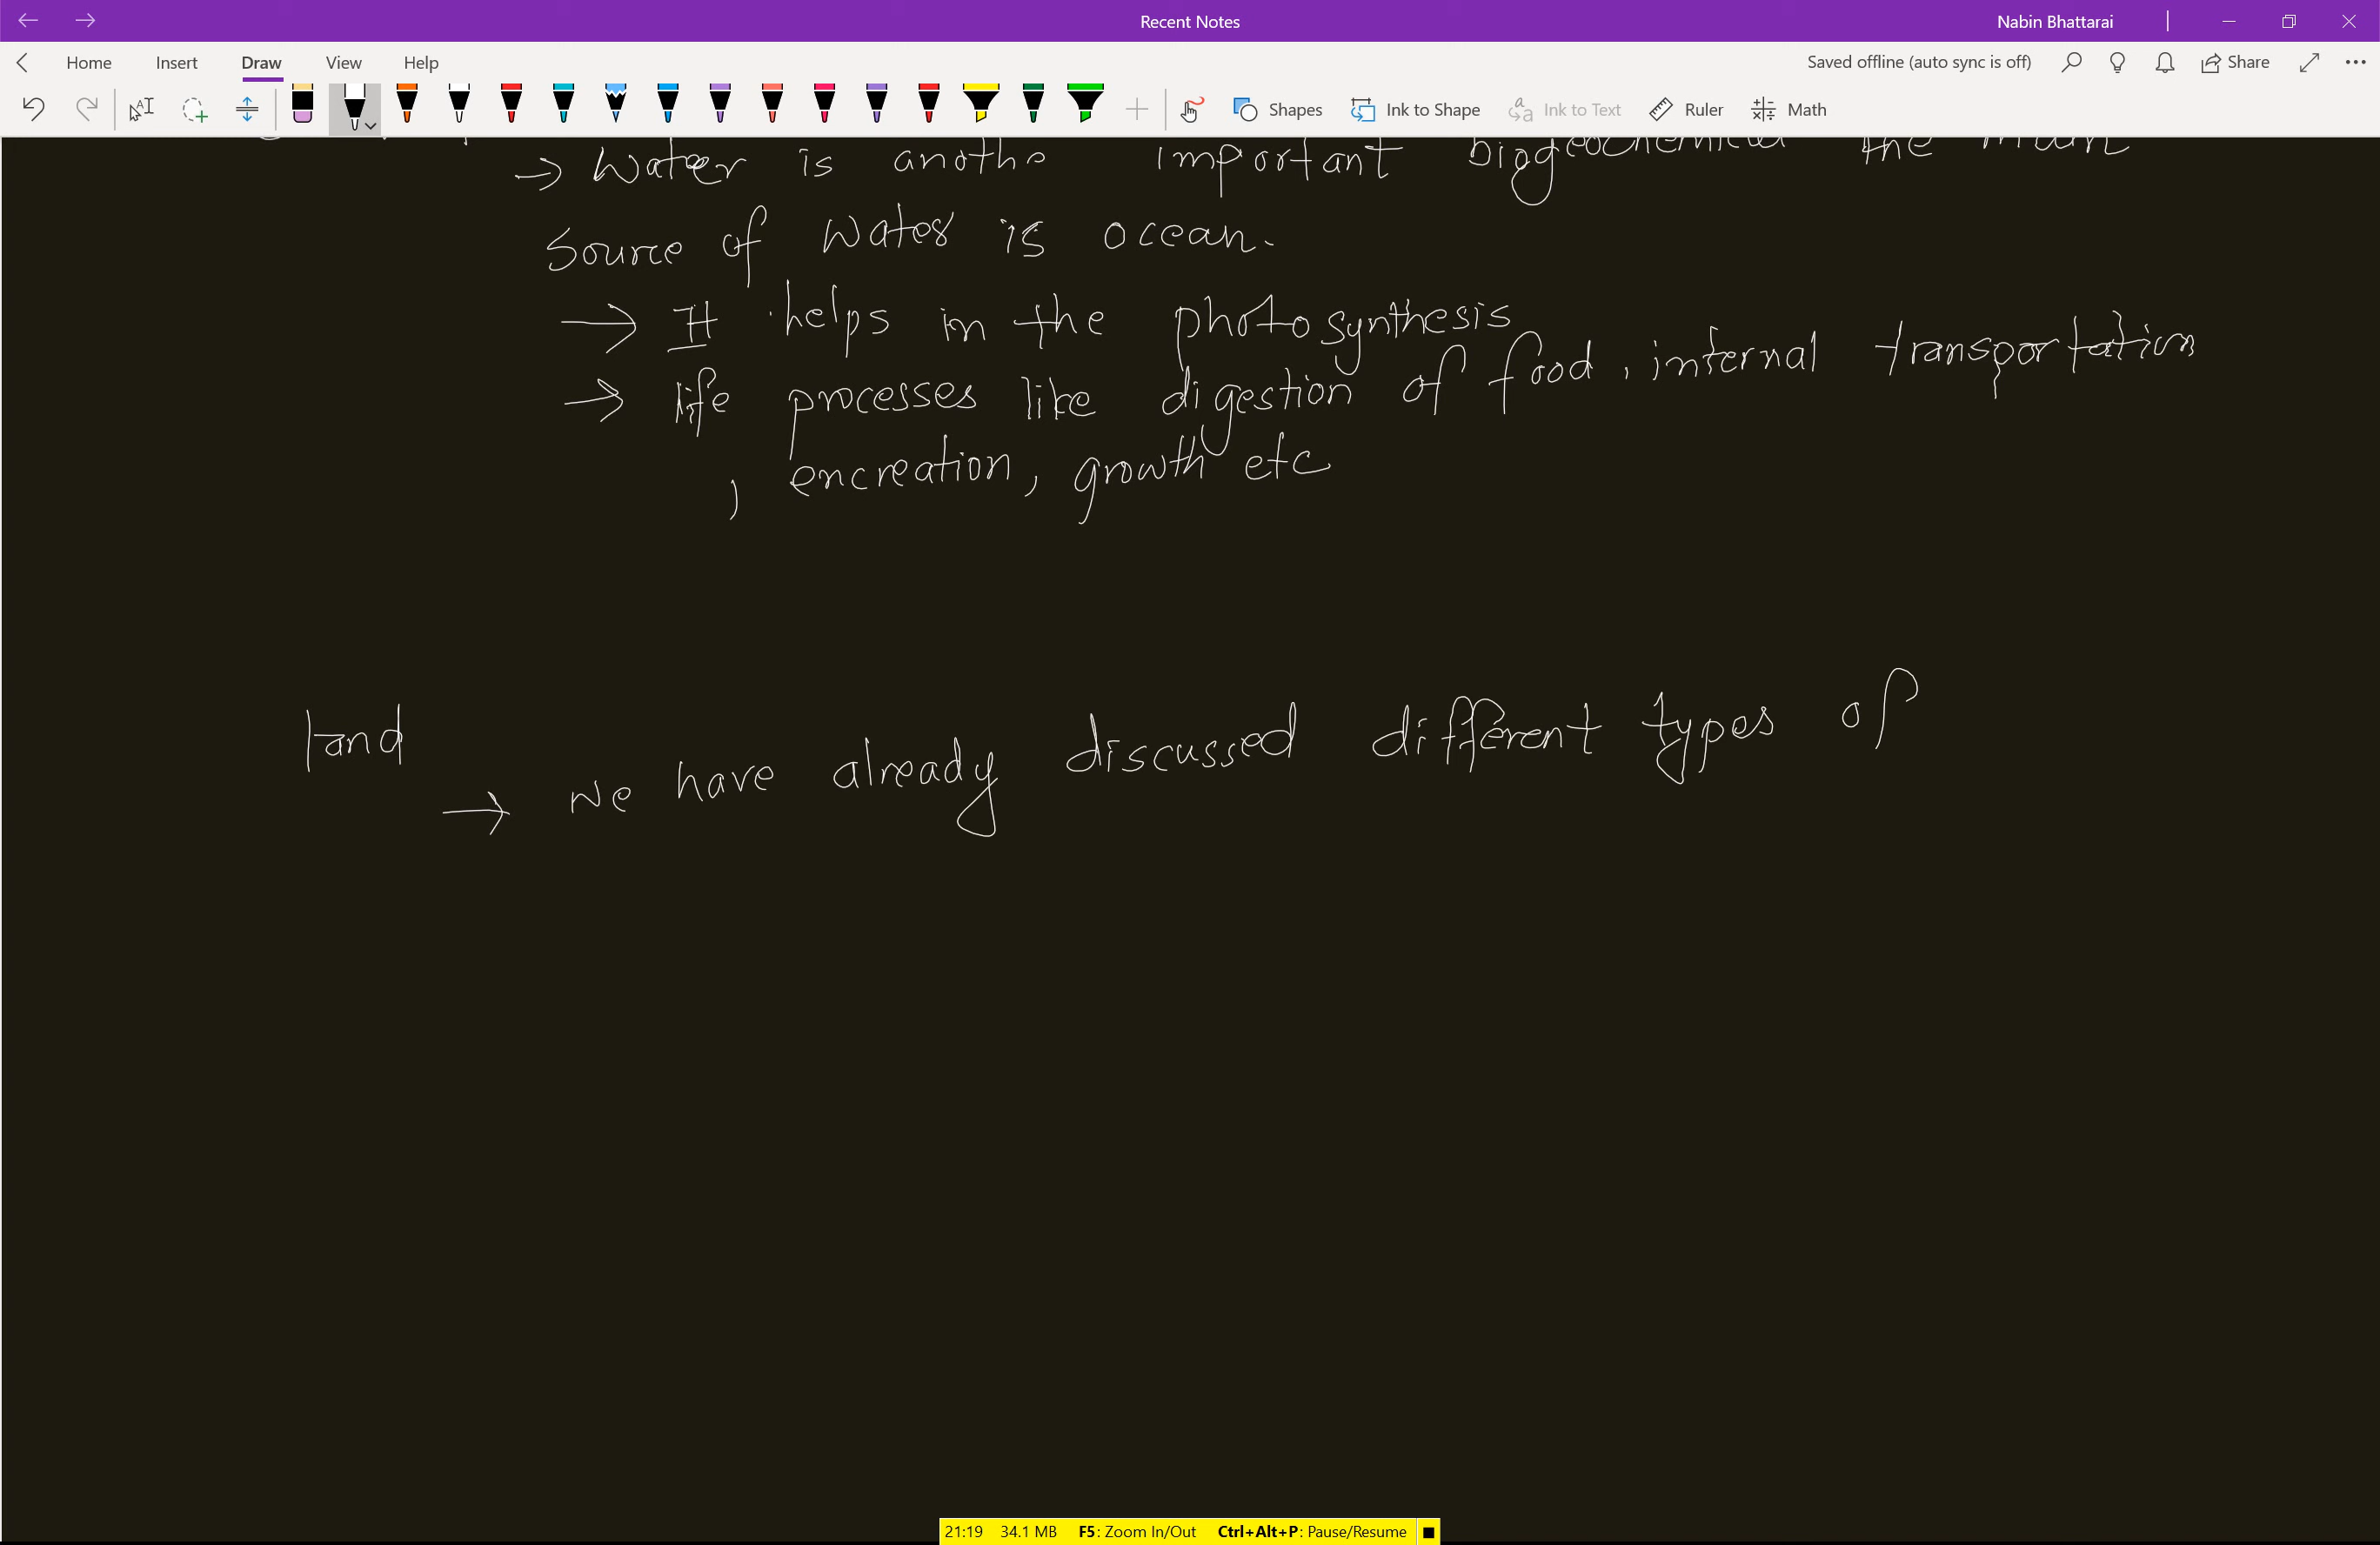 Recent Notes
Nabin Bhattarai
Home Insert Draw View Help
Saved offline (auto sync is off) Share
Shapes Ink to Shape Ink to Text Ruler Math
→ Water is anothe important biogeochemical the main
source of water is ocean.
→ It helps in the photosynthesis
→ life processes like digestion of food, internal transportation
, encreation, growth etc
land
→ We have already discussed different types of
21:19 34.1 MB F5: Zoom In/Out Ctrl+Alt+P: Pause/Resume